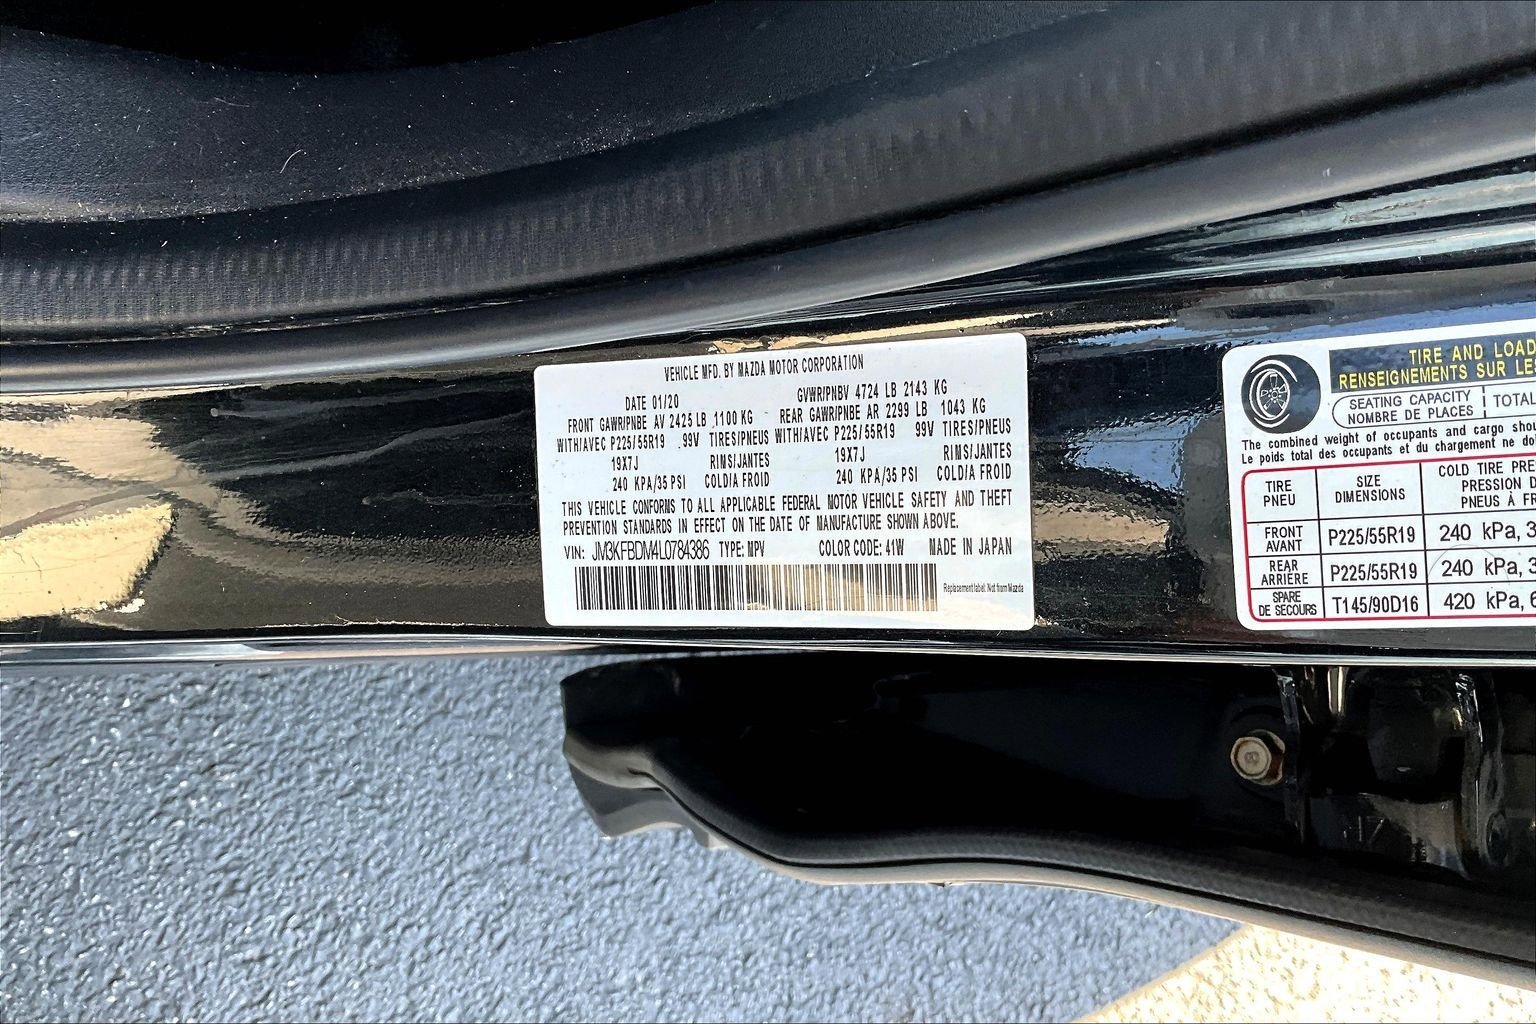 VEHICLE MFD. BY MAZDA MOTOR CORPORATION
DATE 01/20 GVWR/PNBV 4724 LB 2143 KG
FRONT GAWR/PNBE AV 2425 LB 1100 KG REAR GAWR/PNBE AR 2299 LB 1043 KG
WITH/AVEC P225/55R19 99V TIRES/PNEUS WITH/AVEC P225/55R19 99V TIRES/PNEUS
19X7J RIMS/JANTES 19X7J RIMS/JANTES
240 KPA/35 PSI COLD/A FROID 240 KPA/35 PSI COLD/A FROID
THIS VEHICLE CONFORMS TO ALL APPLICABLE FEDERAL MOTOR VEHICLE SAFETY AND THEFT
PREVENTION STANDARDS IN EFFECT ON THE DATE OF MANUFACTURE SHOWN ABOVE.
VIN: JM3KFBDM4L0784386 TYPE: MPV COLOR CODE: 41W MADE IN JAPAN
Replacement label. Not from Mazda
TIRE AND LOAD
RENSEIGNEMENTS SUR LES
SEATING CAPACITY
NOMBRE DE PLACES
TOTAL
The combined weight of occupants and cargo shou
Le poids total des occupants et du chargement ne do
TIRE
PNEU
SIZE
DIMENSIONS
COLD TIRE PRE
PRESSION D
PNEUS À FR
FRONT
AVANT
P225/55R19 240 kPa, 3
REAR
ARRIERE
P225/55R19 240 kPa, 3
SPARE
DE SECOURS
T145/90D16 420 kPa, 6